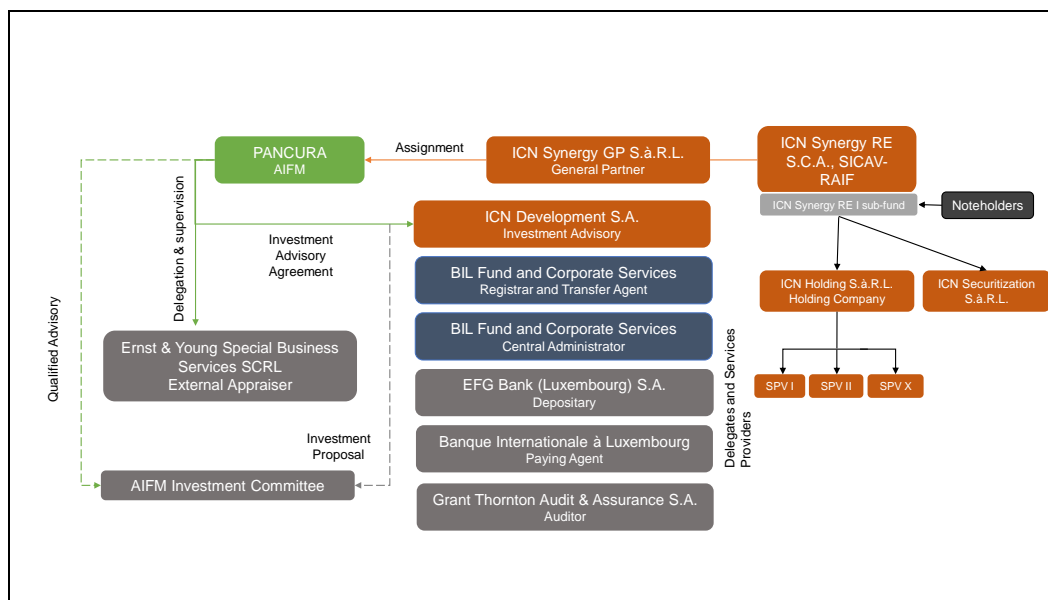 PANCURA
AIFM
Assignment
ICN Synergy GP S.à.R.L.
General Partner
ICN Synergy RE
S.C.A., SICAV-
RAIF
ICN Synergy RE I sub-fund
Noteholders
ICN Development S.A.
Investment Advisory
Investment
Advisory
Agreement
Delegation & supervision
Qualified Advisory
BIL Fund and Corporate Services
Registrar and Transfer Agent
ICN Holding S.à.R.L.
Holding Company
ICN Securitization
S.à.R.L.
BIL Fund and Corporate Services
Central Administrator
Ernst & Young Special Business
Services SCRL
External Appraiser
EFG Bank (Luxembourg) S.A.
Depositary
SPV I
SPV II
SPV X
Delegates and Services
Providers
Investment
Proposal
Banque Internationale à Luxembourg
Paying Agent
AIFM Investment Committee
Grant Thornton Audit & Assurance S.A.
Auditor